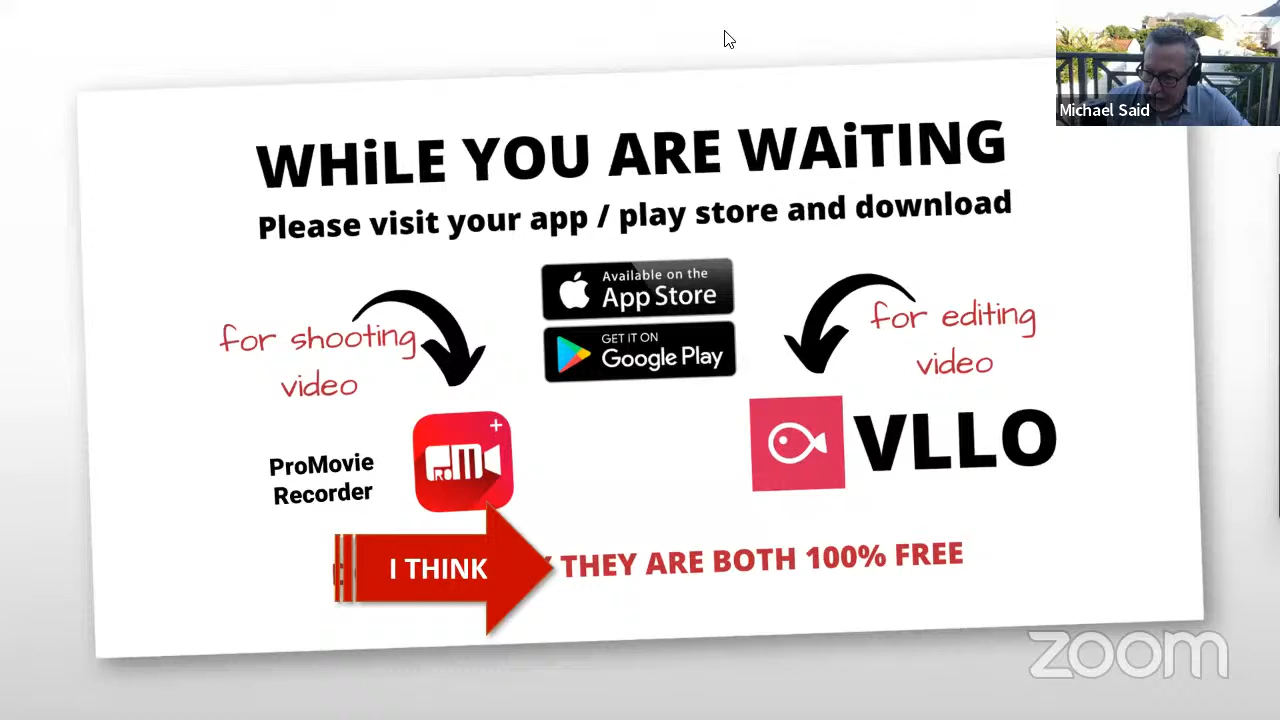 Michael Said
WHiLE YOU ARE WAiTING
Please visit your app / play store and download
Available on the
App Store
GET IT ON
Google Play
for shooting
video
for editing
video
ProMovie
Recorder
PRO
+
VLLO
I THINK
THEY ARE BOTH 100% FREE
zoom